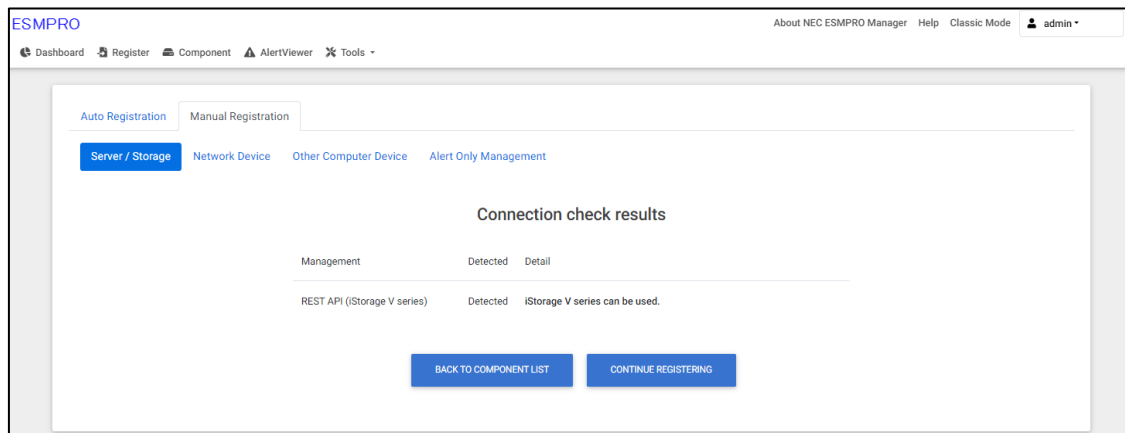 ESMPRO
About NEC ESMPRO Manager Help Classic Mode admin
Dashboard Register Component AlertViewer Tools
Auto Registration Manual Registration
Server / Storage Network Device Other Computer Device Alert Only Management
Connection check results
Management Detected Detail
REST API (iStorage V series) Detected iStorage V series can be used.
BACK TO COMPONENT LIST CONTINUE REGISTERING